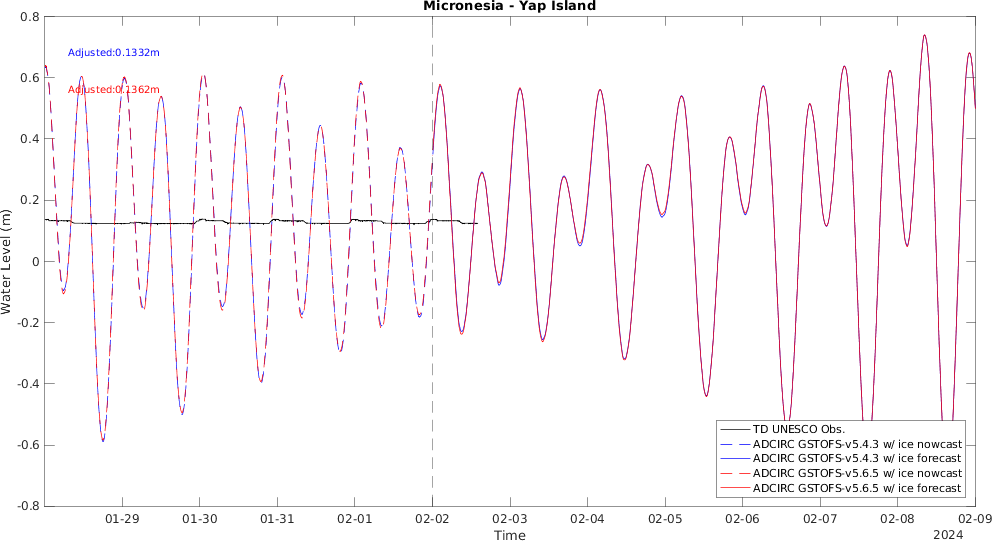 Micronesia - Yap Island
Adjusted:0.1332m
Adjusted:0.1362m
Water Level (m)
0.8
0.6
0.4
0.2
0
-0.2
-0.4
-0.6
-0.8
TD UNESCO Obs.
ADCIRC GSTOFS-v5.4.3 w/ ice nowcast
ADCIRC GSTOFS-v5.4.3 w/ ice forecast
ADCIRC GSTOFS-v5.6.5 w/ ice nowcast
ADCIRC GSTOFS-v5.6.5 w/ ice forecast
01-29 01-30 01-31 02-01 02-02 02-03 02-04 02-05 02-06 02-07 02-08 02-09
Time
2024